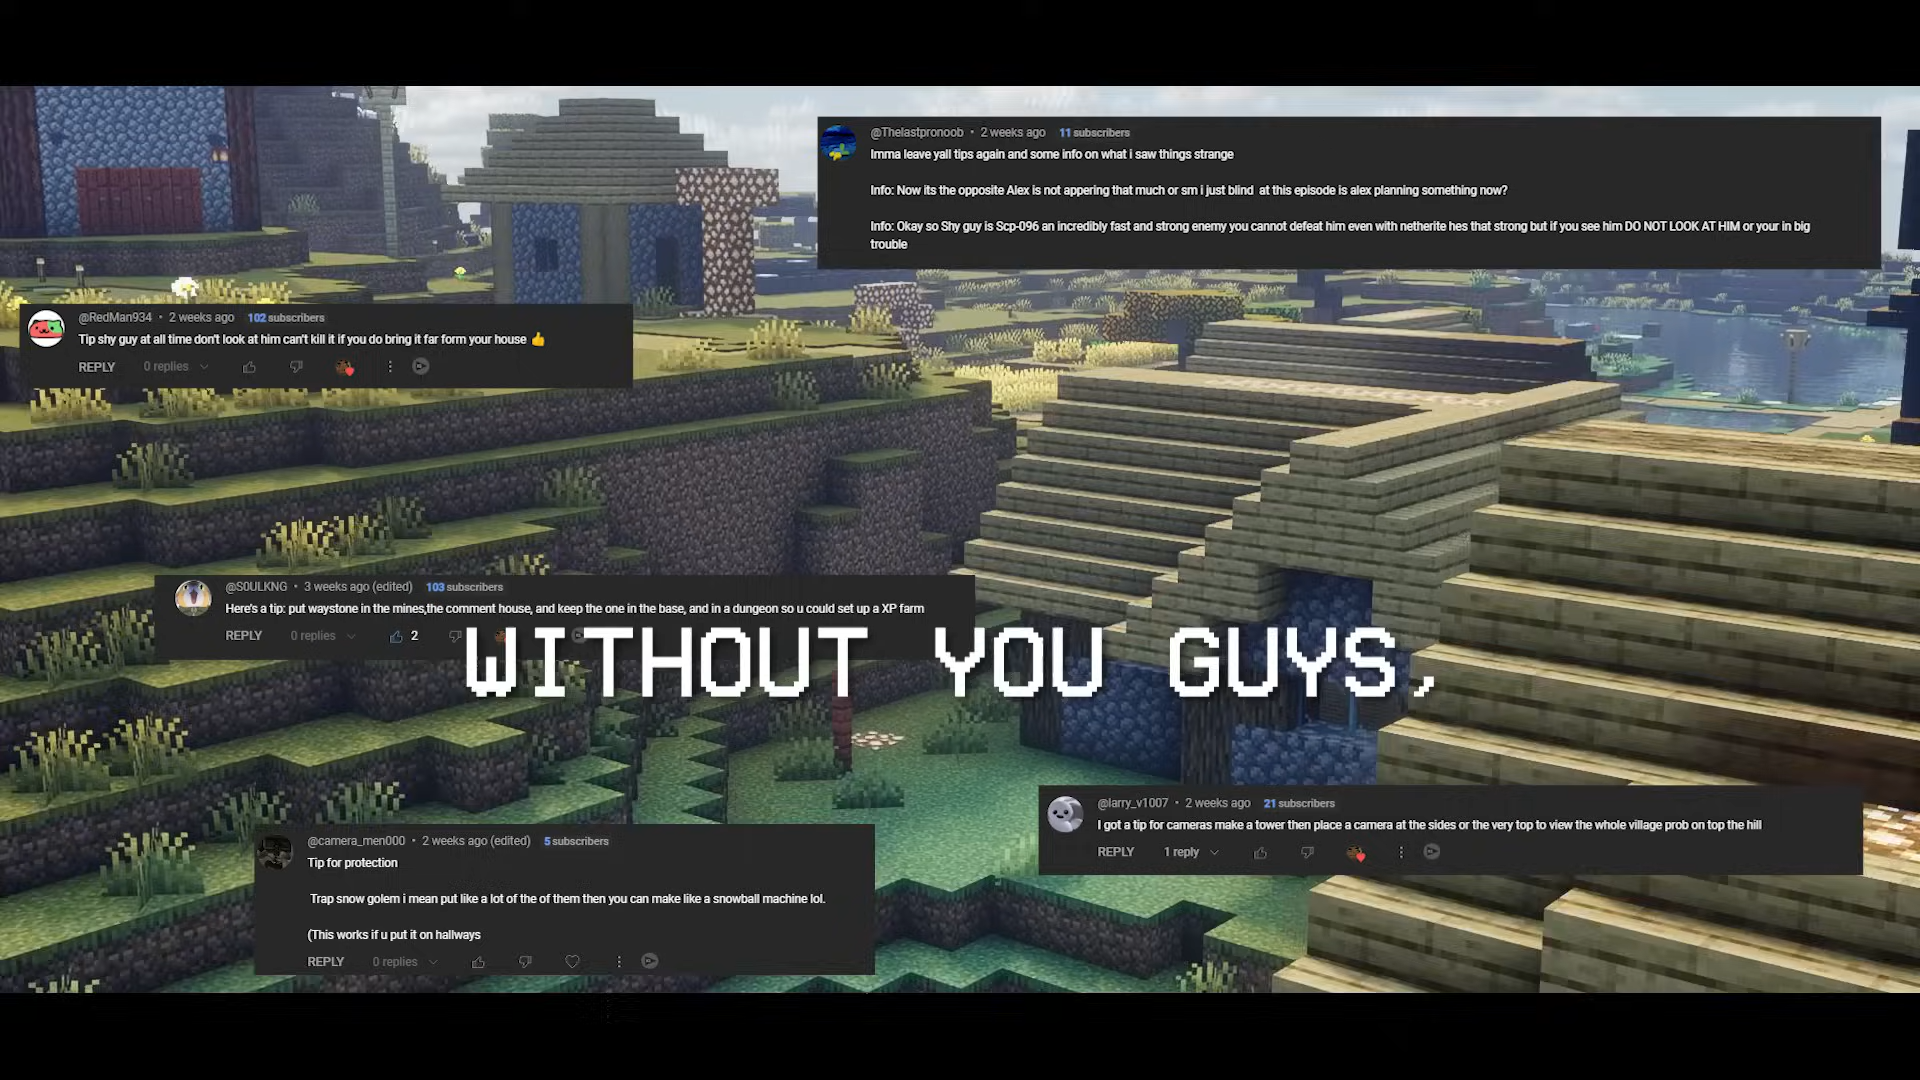 @Thelastpronoob • 2 weeks ago 11 subscribers
Imma leave yall tips again and some info on what i saw things strange
Info: Now its the opposite Alex is not appering that much or sm i just blind at this episode is alex planning something now?
Info: Okay so Shy guy is Scp-096 an incredibly fast and strong enemy you cannot defeat him even with netherite hes that strong but if you see him DO NOT LOOK AT HIM or your in big
trouble
@RedMan934 • 2 weeks ago 102 subscribers
Tip shy guy at all time don't look at him can't kill it if you do bring it far form your house 👍
REPLY 0 replies
@S0ULKNG • 3 weeks ago (edited) 103 subscribers
Here's a tip: put waystone in the mines,the comment house, and keep the one in the base, and in a dungeon so u could set up a XP farm
REPLY 0 replies 2
WITHOUT YOU GUYS,
@larry_v1007 • 2 weeks ago 21 subscribers
I got a tip for cameras make a tower then place a camera at the sides or the very top to view the whole village prob on top the hill
REPLY 1 reply
@camera_men000 • 2 weeks ago (edited) 5 subscribers
Tip for protection
Trap snow golem i mean put like a lot of the of them then you can make like a snowball machine lol.
(This works if u put it on hallways
REPLY 0 replies